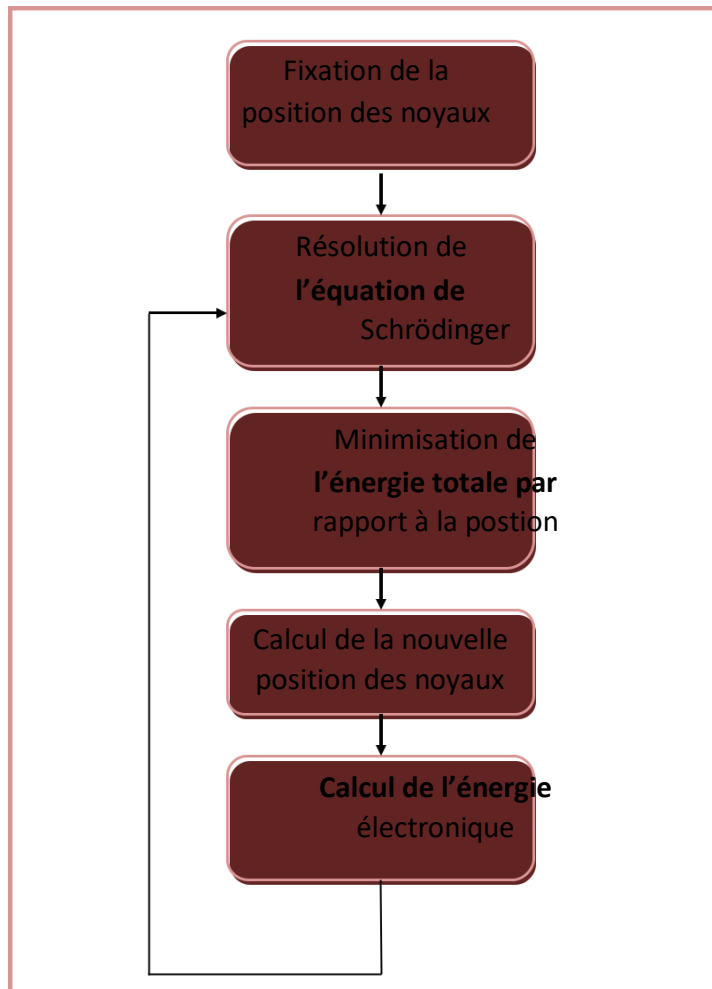 Fixation de la
position des noyaux
Résolution de
l’équation de
Schrödinger
Minimisation de
l’énergie totale par
rapport à la postion
Calcul de la nouvelle
position des noyaux
Calcul de l’énergie
électronique